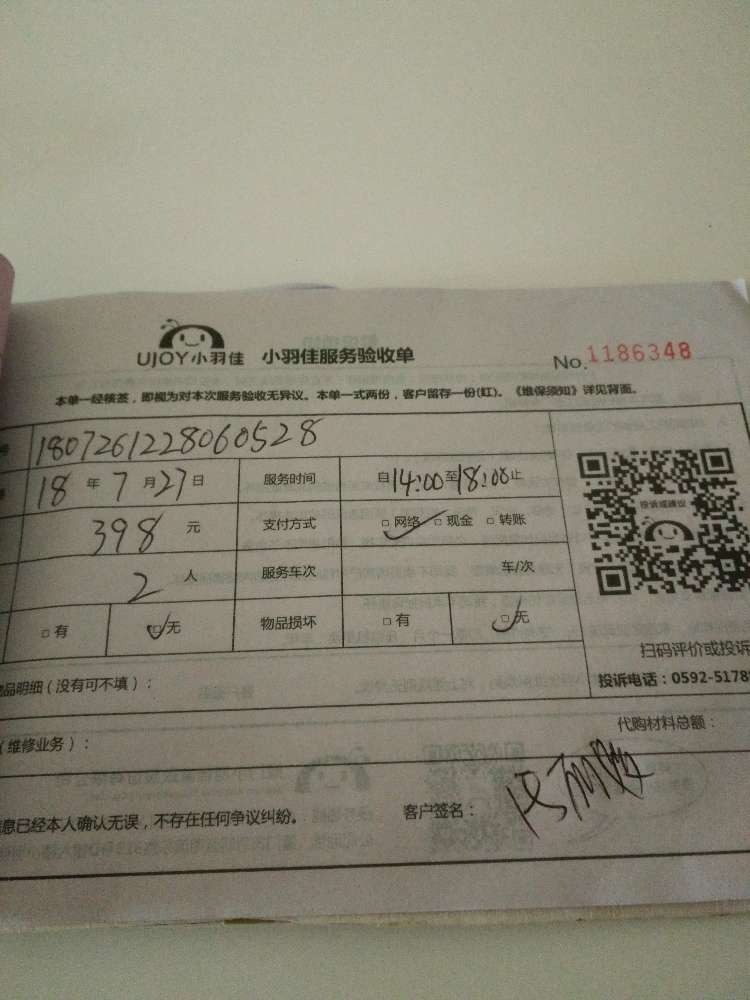 UJOY小羽佳 小羽佳服务验收单 No.1186348
本单一经核签，即视为对本次服务验收无异议。本单一式两份，客户留存一份(红)。《维保须知》详见背面。
号 1807261228060528
18 年 7 月 27 日 服务时间 自 14:00 至 18:00 止
398 元 支付方式 □ 网络 □ 现金 □ 转账
投诉或建议
2 人 服务车次 车/次
□ 有 □ 无 物品损坏 □ 有 □ 无
扫码评价或投诉
品明细（没有可不填）：
投诉电话：0592-5178
（维修业务）：
代购材料总额：
息已经本人确认无误，不存在任何争议纠纷。 客户签名：